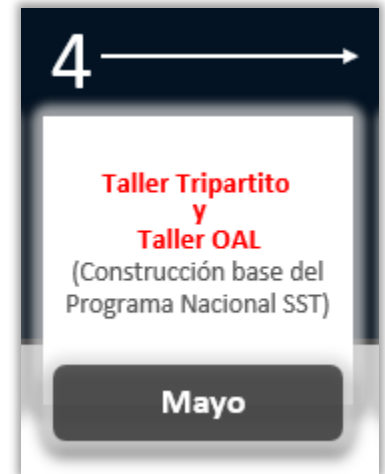 4
Taller Tripartito
y
Taller OAL
(Construcción base del
Programa Nacional SST)
Mayo